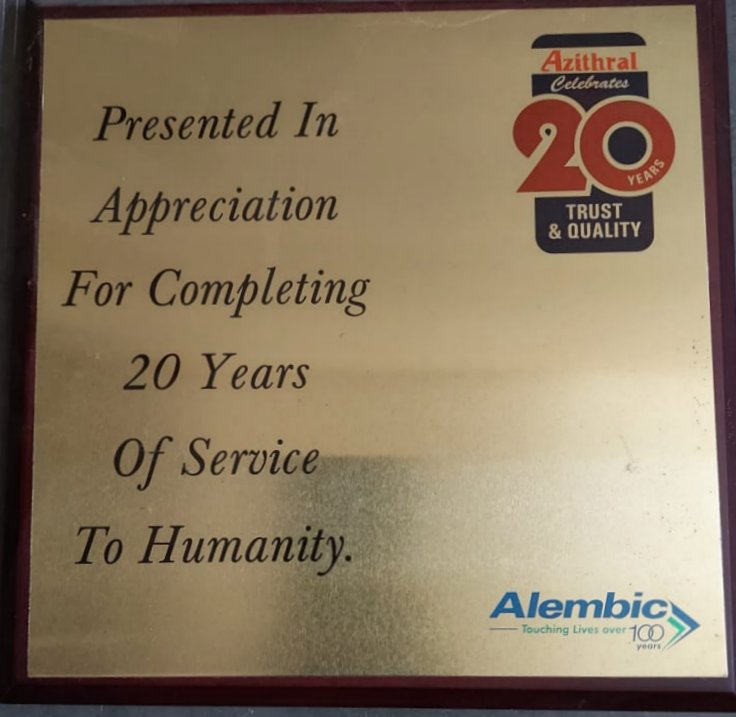 Presented In
Appreciation
For Completing
20 Years
Of Service
To Humanity.
Azithral
Celebrates
20
YEARS
TRUST
& QUALITY
Alembic
Touching Lives over 100
years